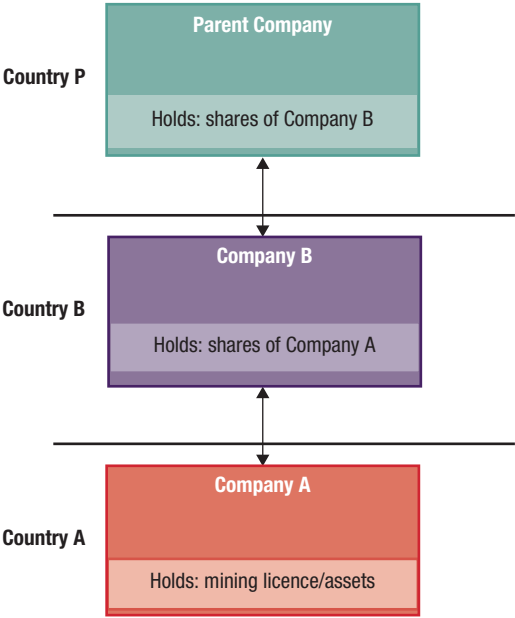 Parent Company
Country P
Holds: shares of Company B
Company B
Country B
Holds: shares of Company A
Company A
Country A
Holds: mining licence/assets